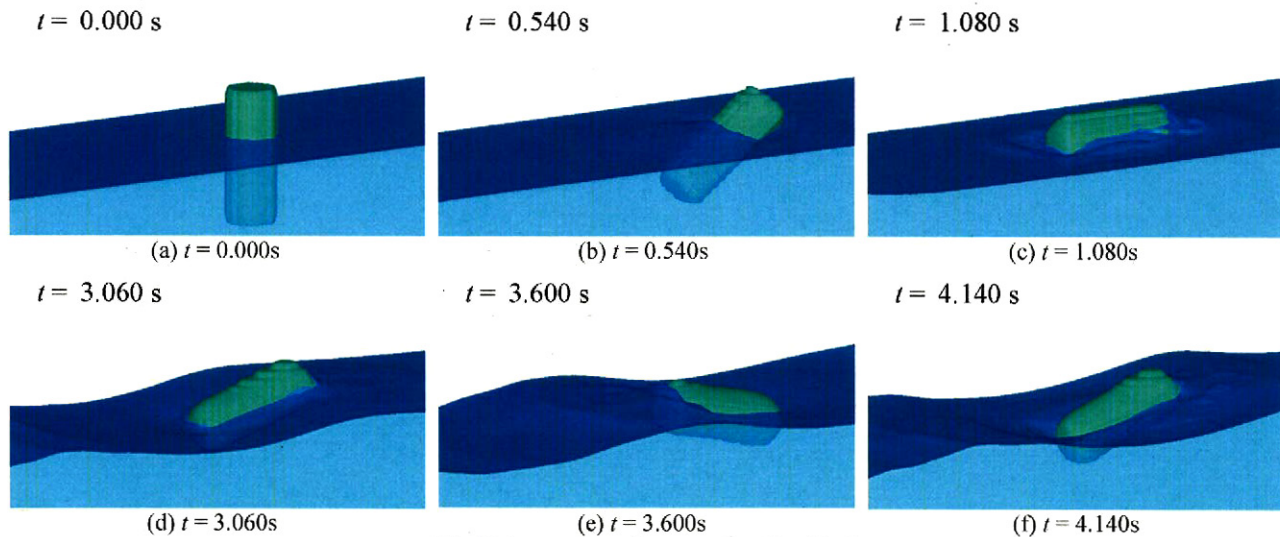 t = 0.000 s
t = 0.540 s
t = 1.080 s
(a) t = 0.000s
(b) t = 0.540s
(c) t = 1.080s
t = 3.060 s
t = 3.600 s
t = 4.140 s
(d) t = 3.060s
(e) t = 3.600s
(f) t = 4.140s